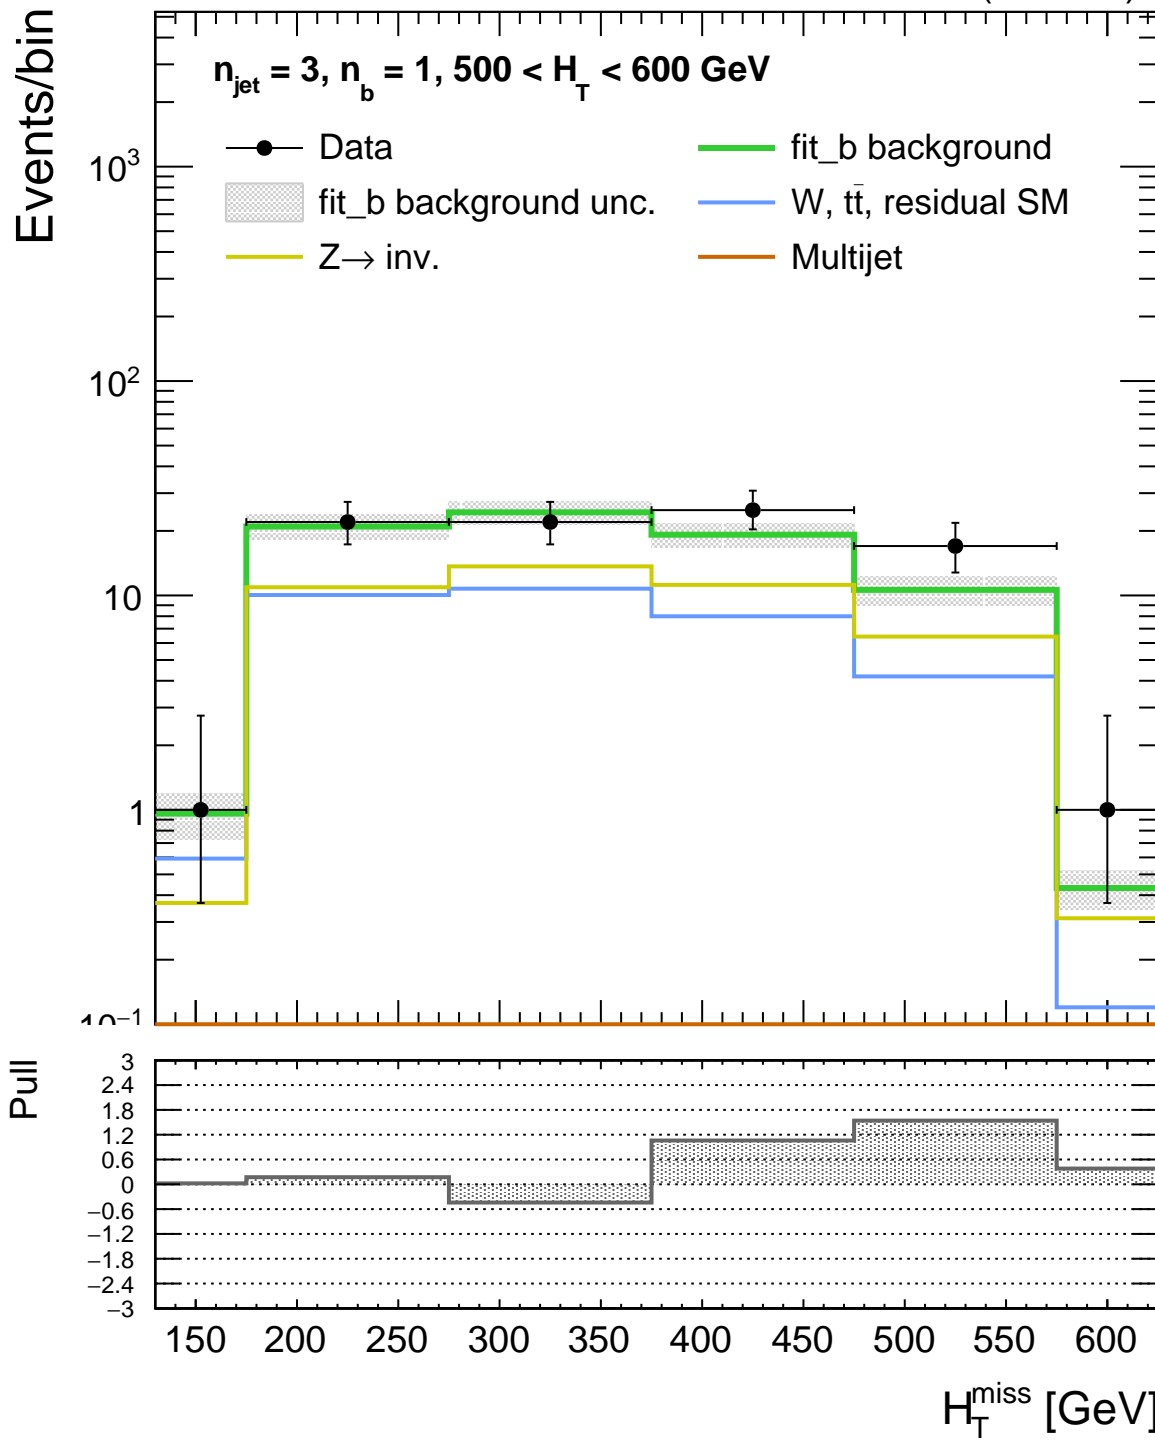 Events/bin
n_jet = 3, n_b = 1, 500 < H_T < 600 GeV
Data
fit_b background
fit_b background unc.
W, tt̄, residual SM
Z→ inv.
Multijet
10³
10²
10
1
10⁻¹
Pull
3
2.4
1.8
1.2
0.6
0
−0.6
−1.2
−1.8
−2.4
−3
150 200 250 300 350 400 450 500 550 600
H_T^miss [GeV]